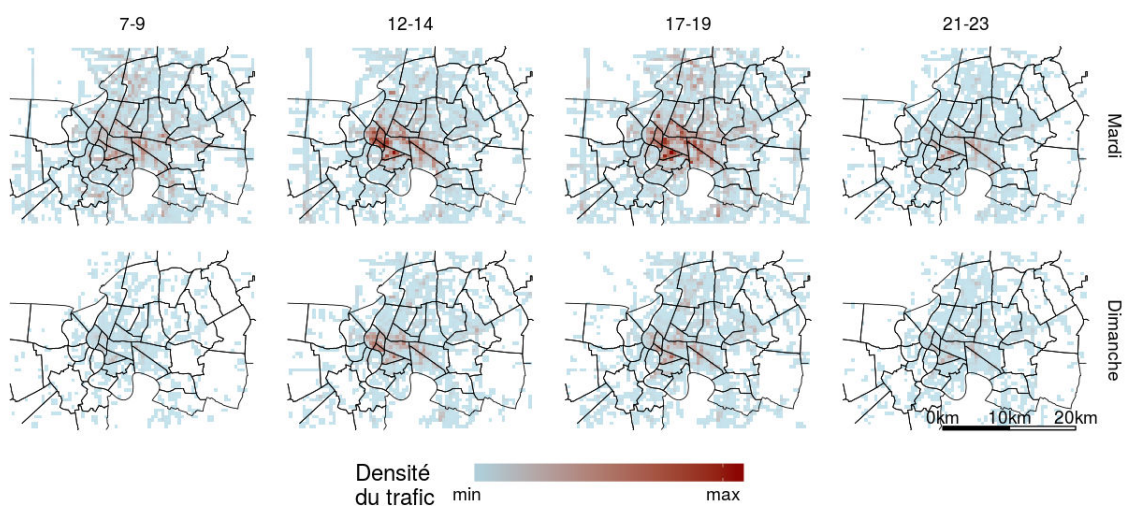 7-9
12-14
17-19
21-23
Mardi
Dimanche
0km 10km 20km
Densité
du trafic
min
max